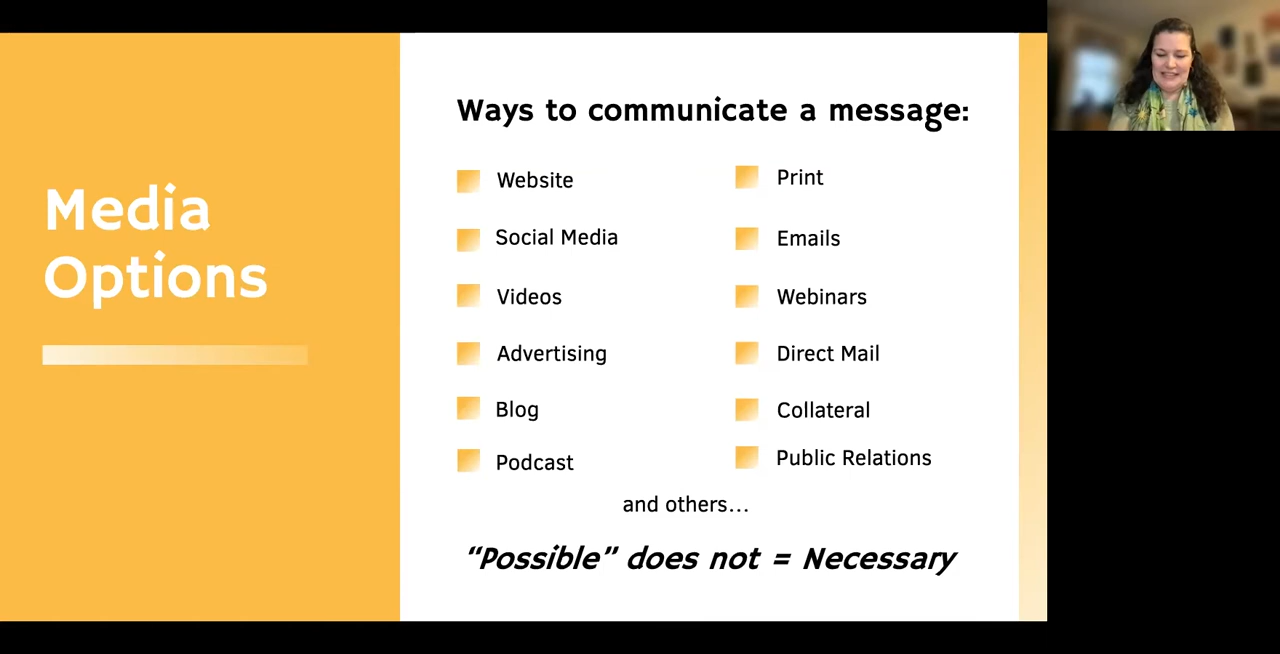 Media
Options
Ways to communicate a message:
Website
Social Media
Videos
Advertising
Blog
Podcast
Print
Emails
Webinars
Direct Mail
Collateral
Public Relations
and others...
“Possible” does not = Necessary